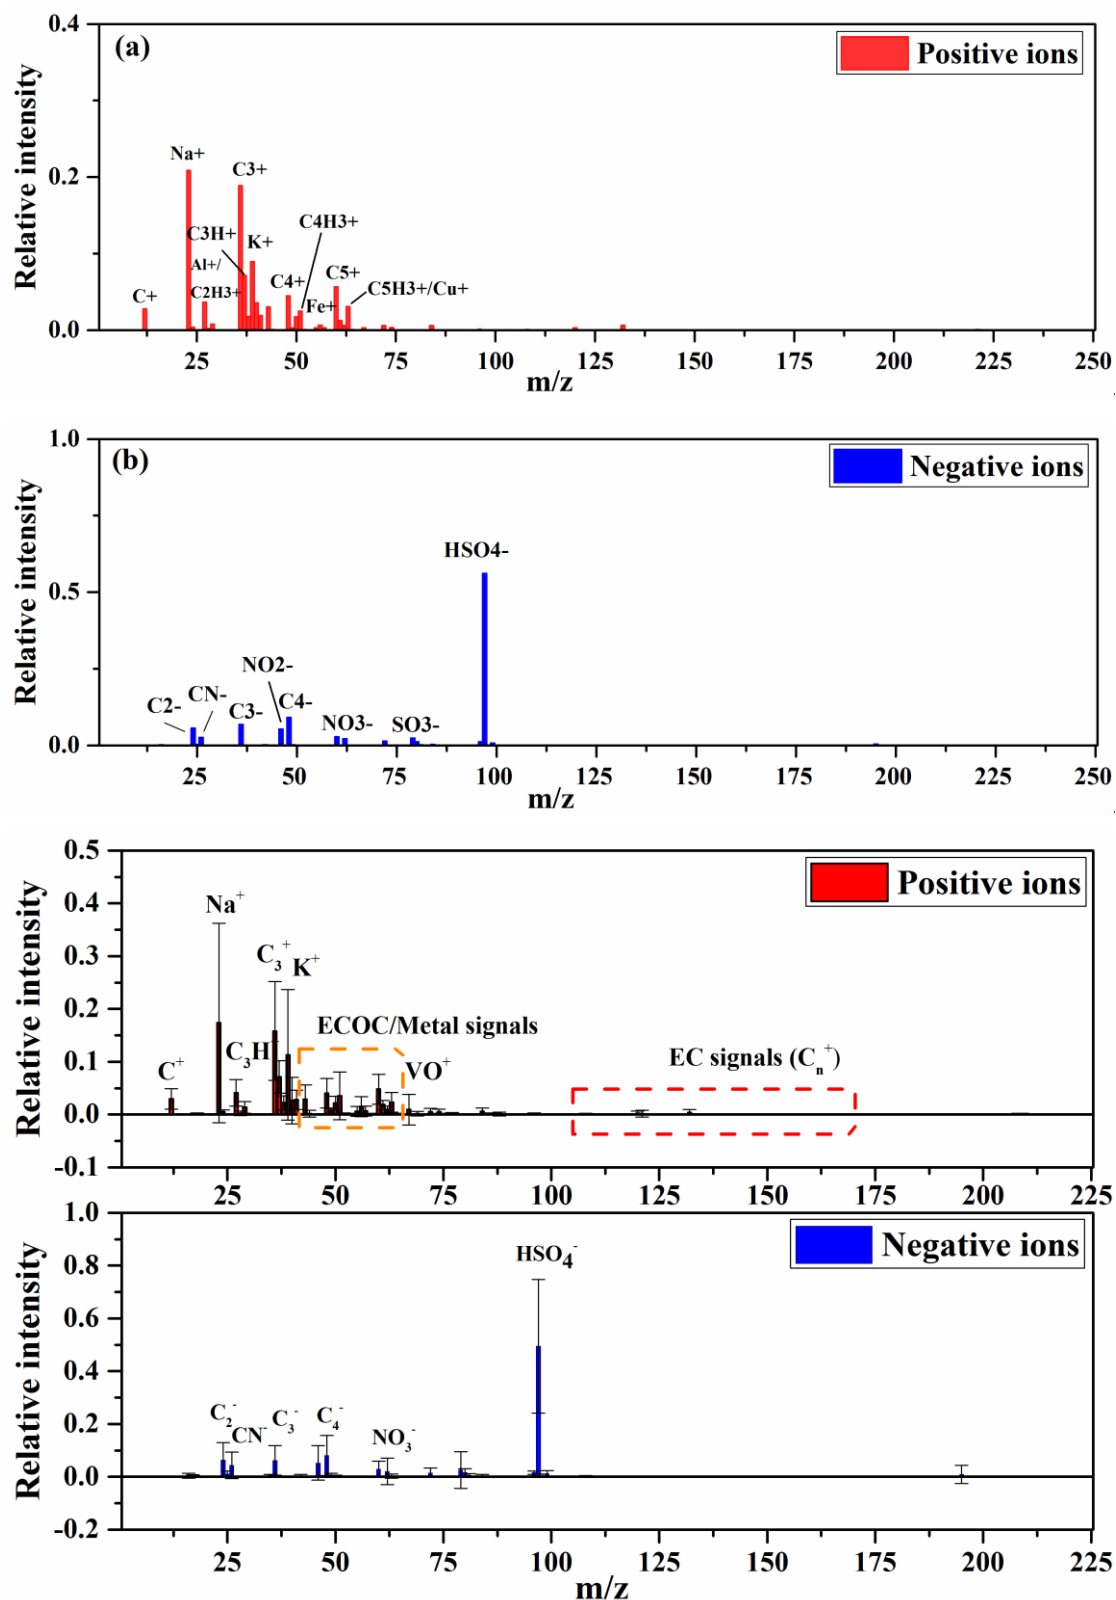 (a)
Positive ions
Relative intensity
0.4
0.2
0.0
Na+
C3+
C4H3+
C3H+
K+
Al+/
C2H3+
C4+
C5+
C5H3+/Cu+
Fe+
C+
25 50 75 100 125 150 175 200 225 250
m/z
(b)
Negative ions
Relative intensity
1.0
0.5
0.0
HSO4-
NO2-
CN-
C2-
C3-
C4-
NO3-
SO3-
25 50 75 100 125 150 175 200 225 250
m/z
Positive ions
Relative intensity
0.5
0.4
0.3
0.2
0.1
0.0
-0.1
Na⁺
C₃⁺
K⁺
ECOC/Metal signals
C₃H
C⁺
VO⁺
EC signals (Cₙ⁺)
25 50 75 100 125 150 175 200 225
Negative ions
Relative intensity
1.0
0.8
0.6
0.4
0.2
0.0
-0.2
HSO₄⁻
C₂⁻
CN⁻
C₃⁻
C₄⁻
NO₃⁻
25 50 75 100 125 150 175 200 225
m/z